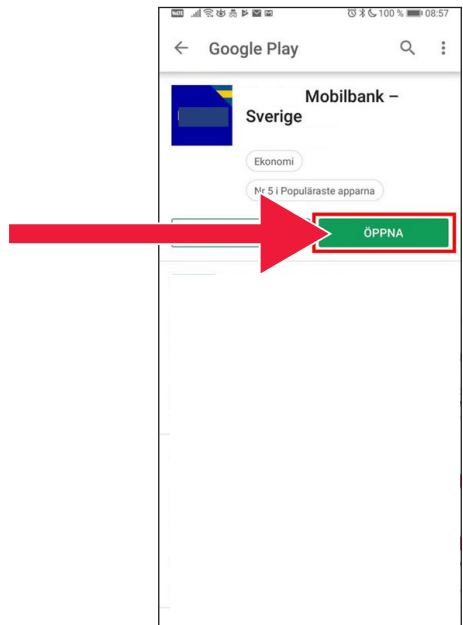 100 % 08:57
Google Play
Mobilbank –
Sverige
Ekonomi
Nr 5 i Populäraste apparna
ÖPPNA